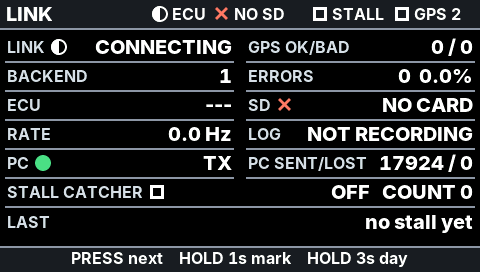 LINK ECU NO SD STALL GPS 2
LINK CONNECTING GPS OK/BAD 0 / 0
BACKEND 1 ERRORS 0 0.0%
ECU --- SD NO CARD
RATE 0.0 Hz LOG NOT RECORDING
PC TX PC SENT/LOST 17924 / 0
STALL CATCHER OFF COUNT 0
LAST no stall yet
PRESS next HOLD 1s mark HOLD 3s day